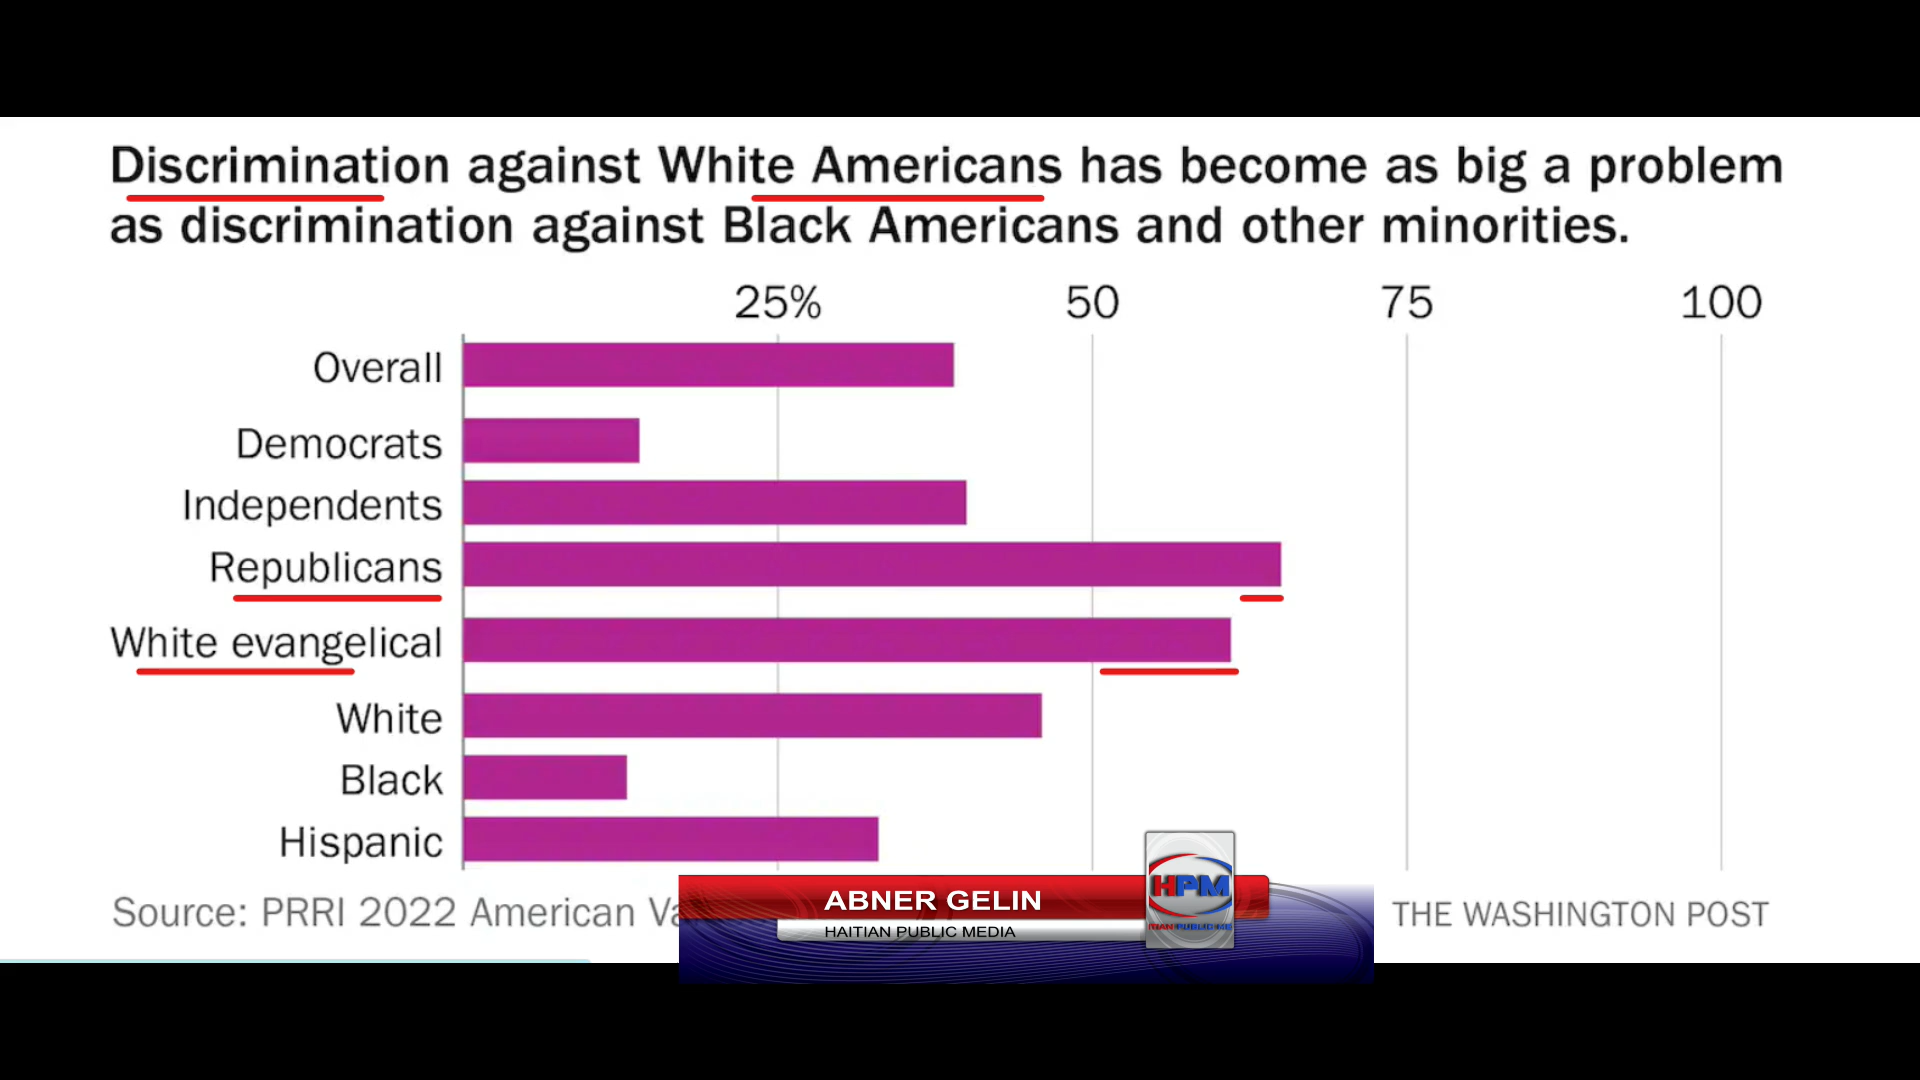 Discrimination against White Americans has become as big a problem
as discrimination against Black Americans and other minorities.
25% 50 75 100
Overall
Democrats
Independents
Republicans
White evangelical
White
Black
Hispanic
Source: PRRI 2022 American
THE WASHINGTON POST
ABNER GELIN
HAITIAN PUBLIC MEDIA
HPM